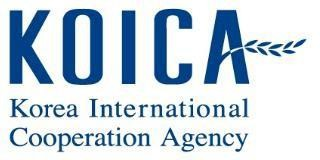 KOICA
Korea International
Cooperation Agency